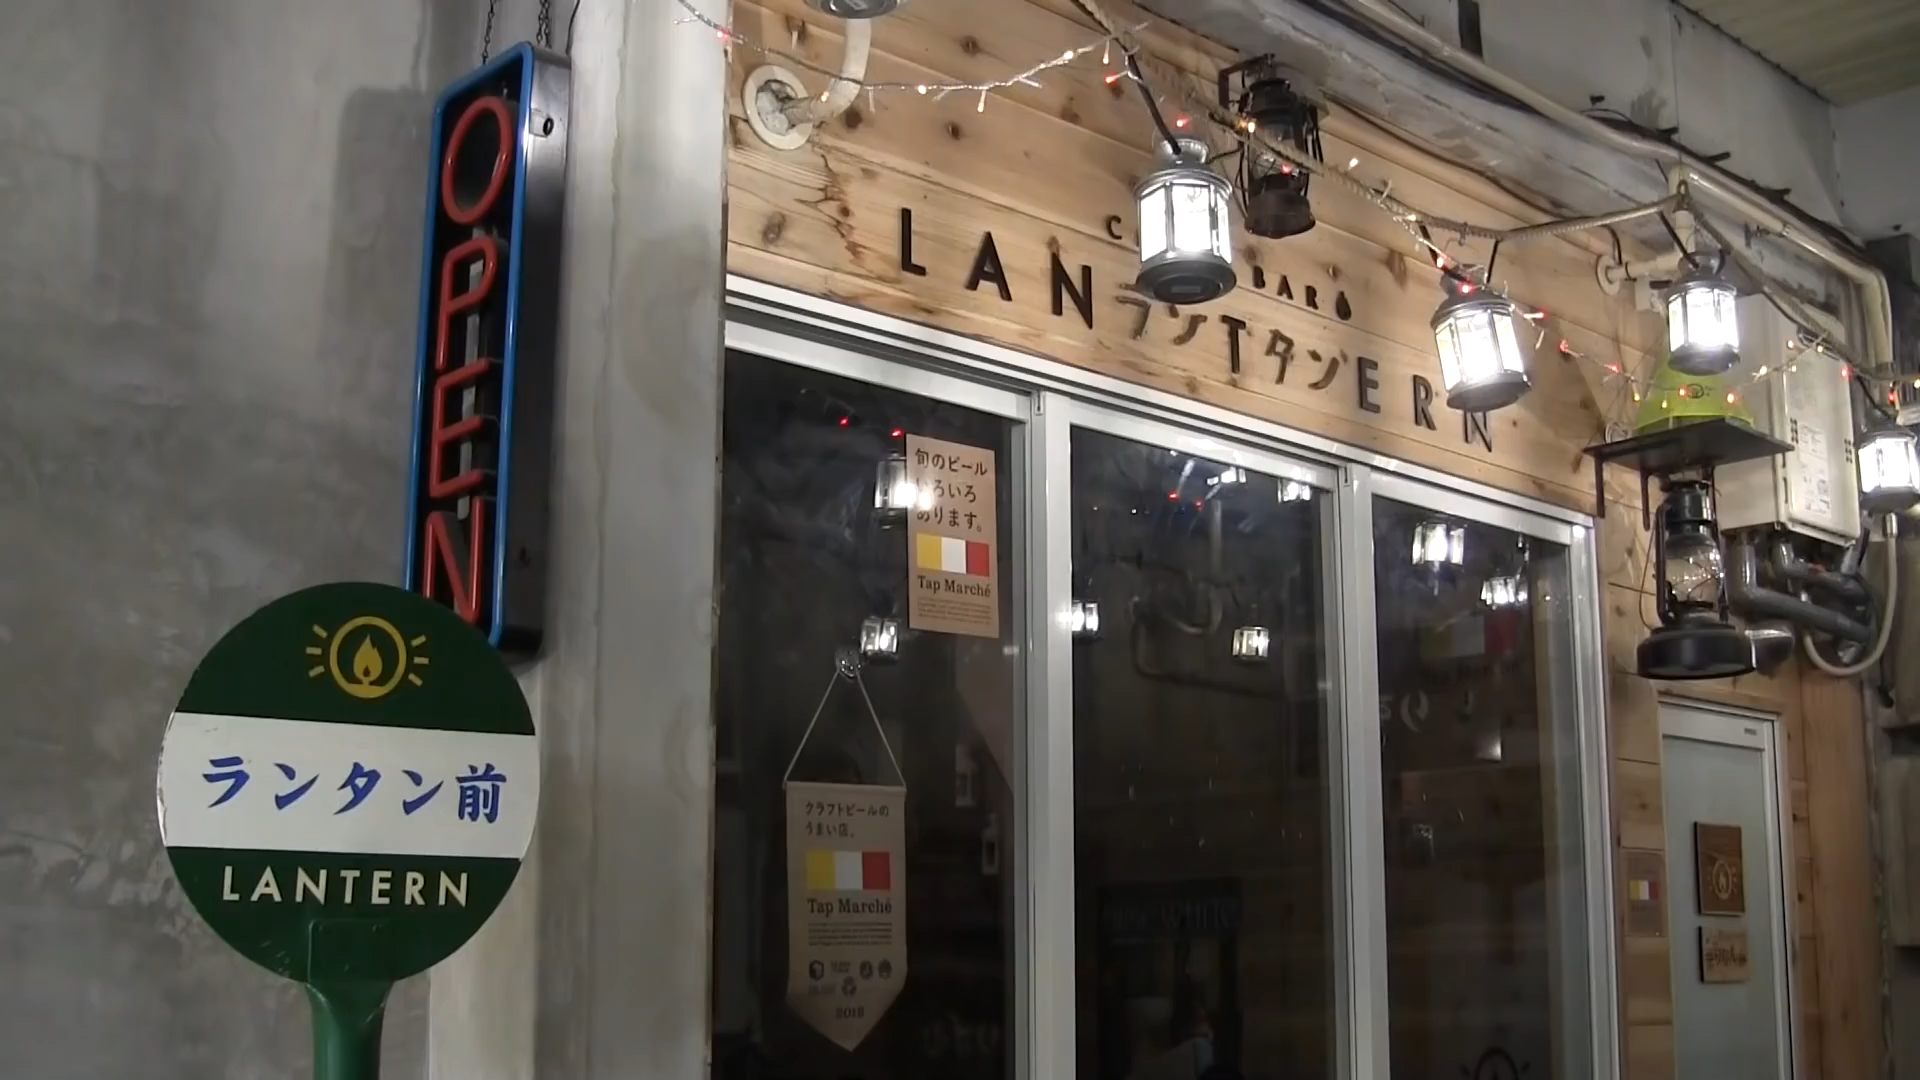 OPEN
BAR
LANランTタンERN
旬のビール
いろいろ
あります。
Tap Marché
ランタン前
LANTERN
クラフトビールの
うまい店。
Tap Marché
2018